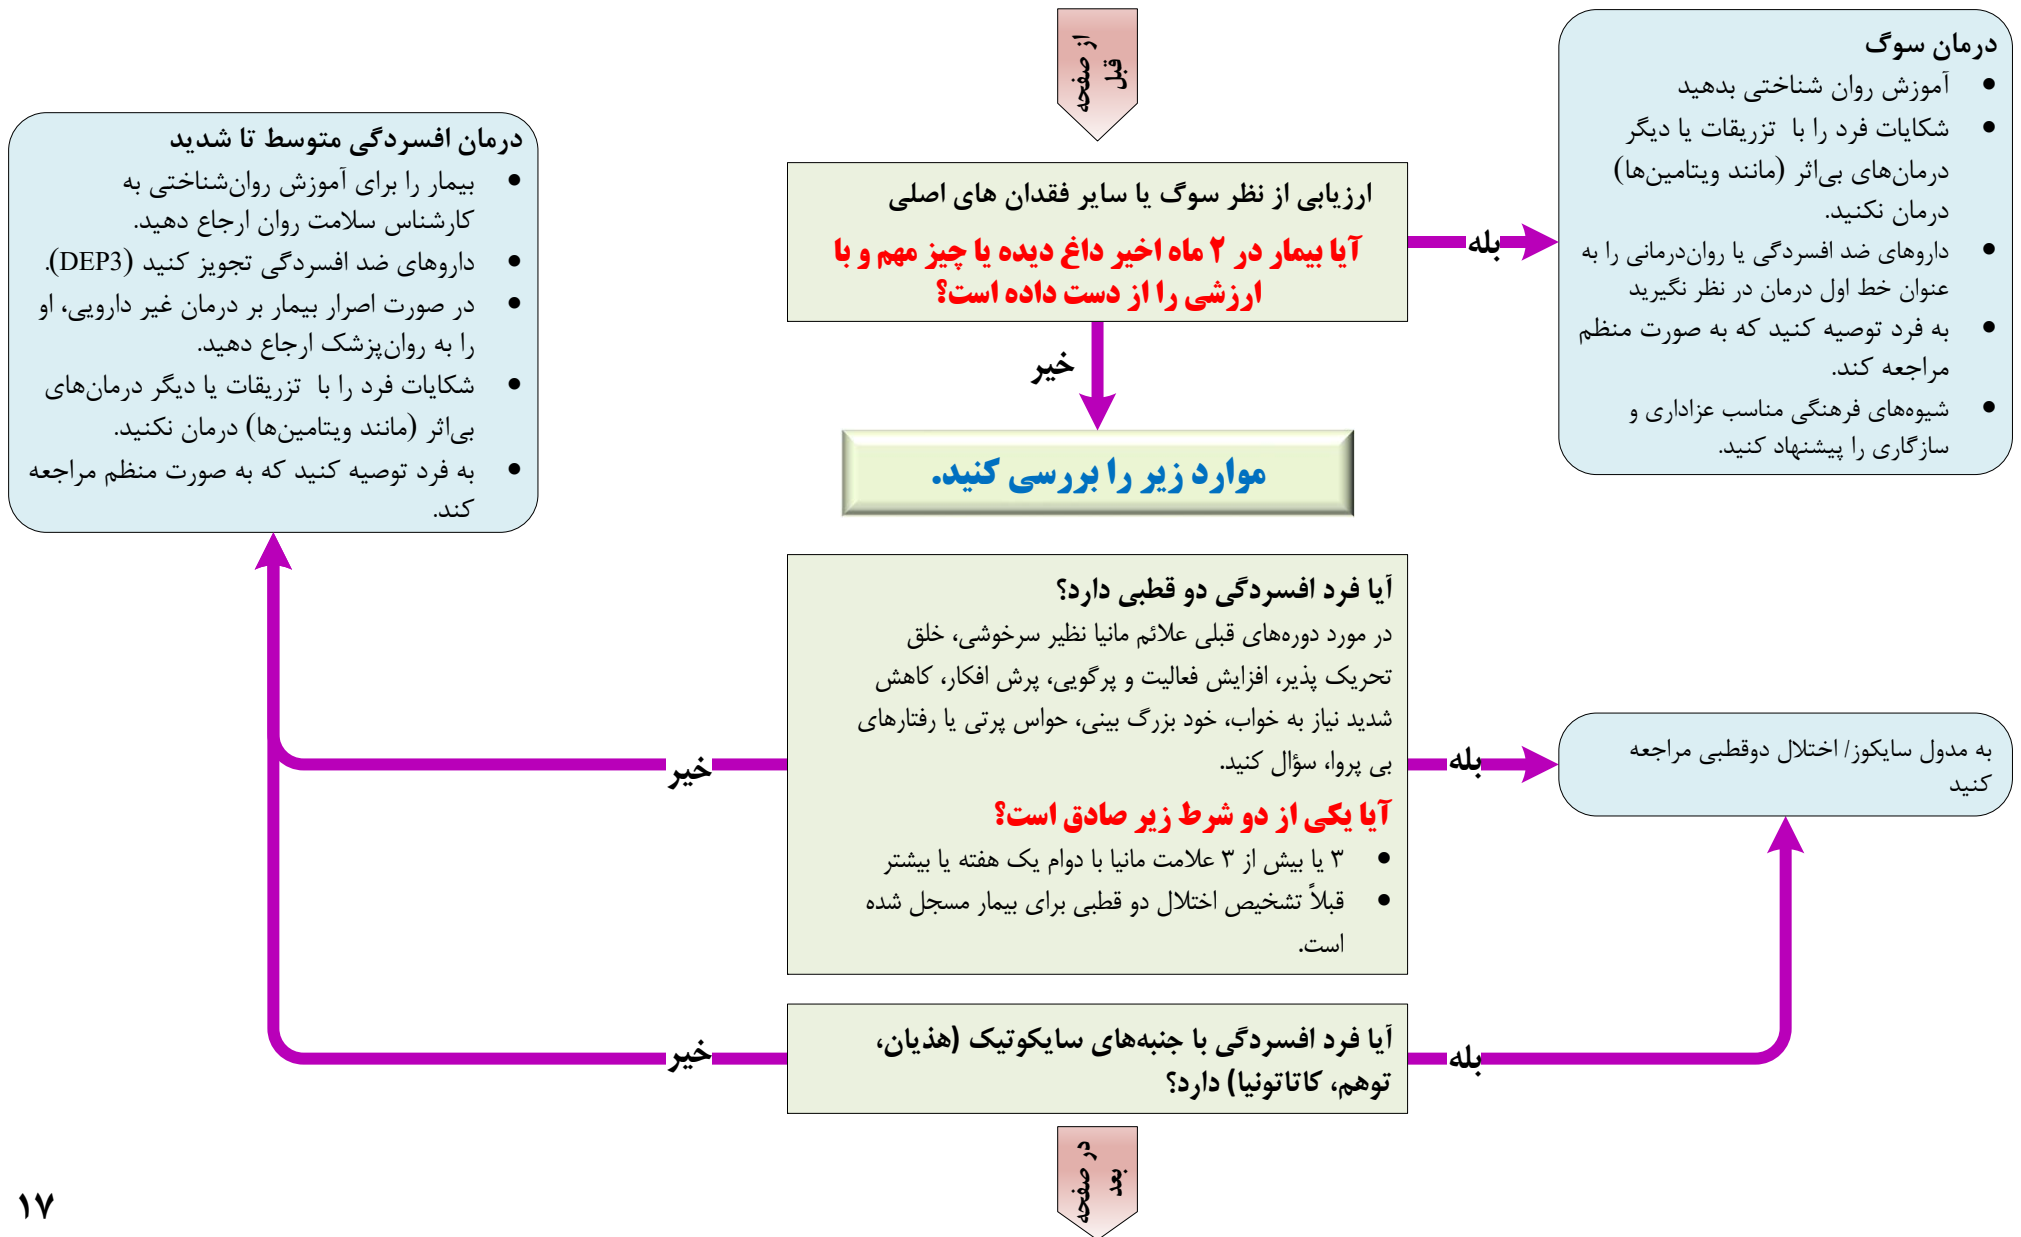 از صفحه
قبل
درمان سوگ
• آموزش روان شناختی بدهید
• شکایات فرد را با تزریقات یا دیگر
درمان‌های بی‌اثر (مانند ویتامین‌ها)
درمان نکنید.
• داروهای ضد افسردگی یا روان‌درمانی را به
عنوان خط اول درمان در نظر نگیرید
• به فرد توصیه کنید که به صورت منظم
مراجعه کند.
• شیوه‌های فرهنگی مناسب عزاداری و
سازگاری را پیشنهاد کنید.
ارزیابی از نظر سوگ یا سایر فقدان های اصلی
آیا بیمار در ۲ ماه اخیر داغ دیده یا چیز مهم و با
ارزشی را از دست داده است؟
بله
خیر
درمان افسردگی متوسط تا شدید
• بیمار را برای آموزش روان‌شناختی به
کارشناس سلامت روان ارجاع دهید.
• داروهای ضد افسردگی تجویز کنید (DEP3).
• در صورت اصرار بیمار بر درمان غیر دارویی، او
را به روان‌پزشک ارجاع دهید.
• شکایات فرد را با تزریقات یا دیگر درمان‌های
بی‌اثر (مانند ویتامین‌ها) درمان نکنید.
• به فرد توصیه کنید که به صورت منظم مراجعه
کند.
موارد زیر را بررسی کنید.
آیا فرد افسردگی دو قطبی دارد؟
در مورد دوره‌های قبلی علائم مانیا نظیر سرخوشی، خلق
تحریک پذیر، افزایش فعالیت و پرگویی، پرش افکار، کاهش
شدید نیاز به خواب، خود بزرگ بینی، حواس پرتی یا رفتارهای
بی پروا، سؤال کنید.
آیا یکی از دو شرط زیر صادق است؟
• ۳ یا بیش از ۳ علامت مانیا با دوام یک هفته یا بیشتر
• قبلاً تشخیص اختلال دو قطبی برای بیمار مسجل شده
است.
بله
خیر
به مدول سایکوز/ اختلال دوقطبی مراجعه
کنید
آیا فرد افسردگی با جنبه‌های سایکوتیک (هذیان،
توهم، کاتاتونیا) دارد؟
بله
خیر
در صفحه
بعد
۱۷